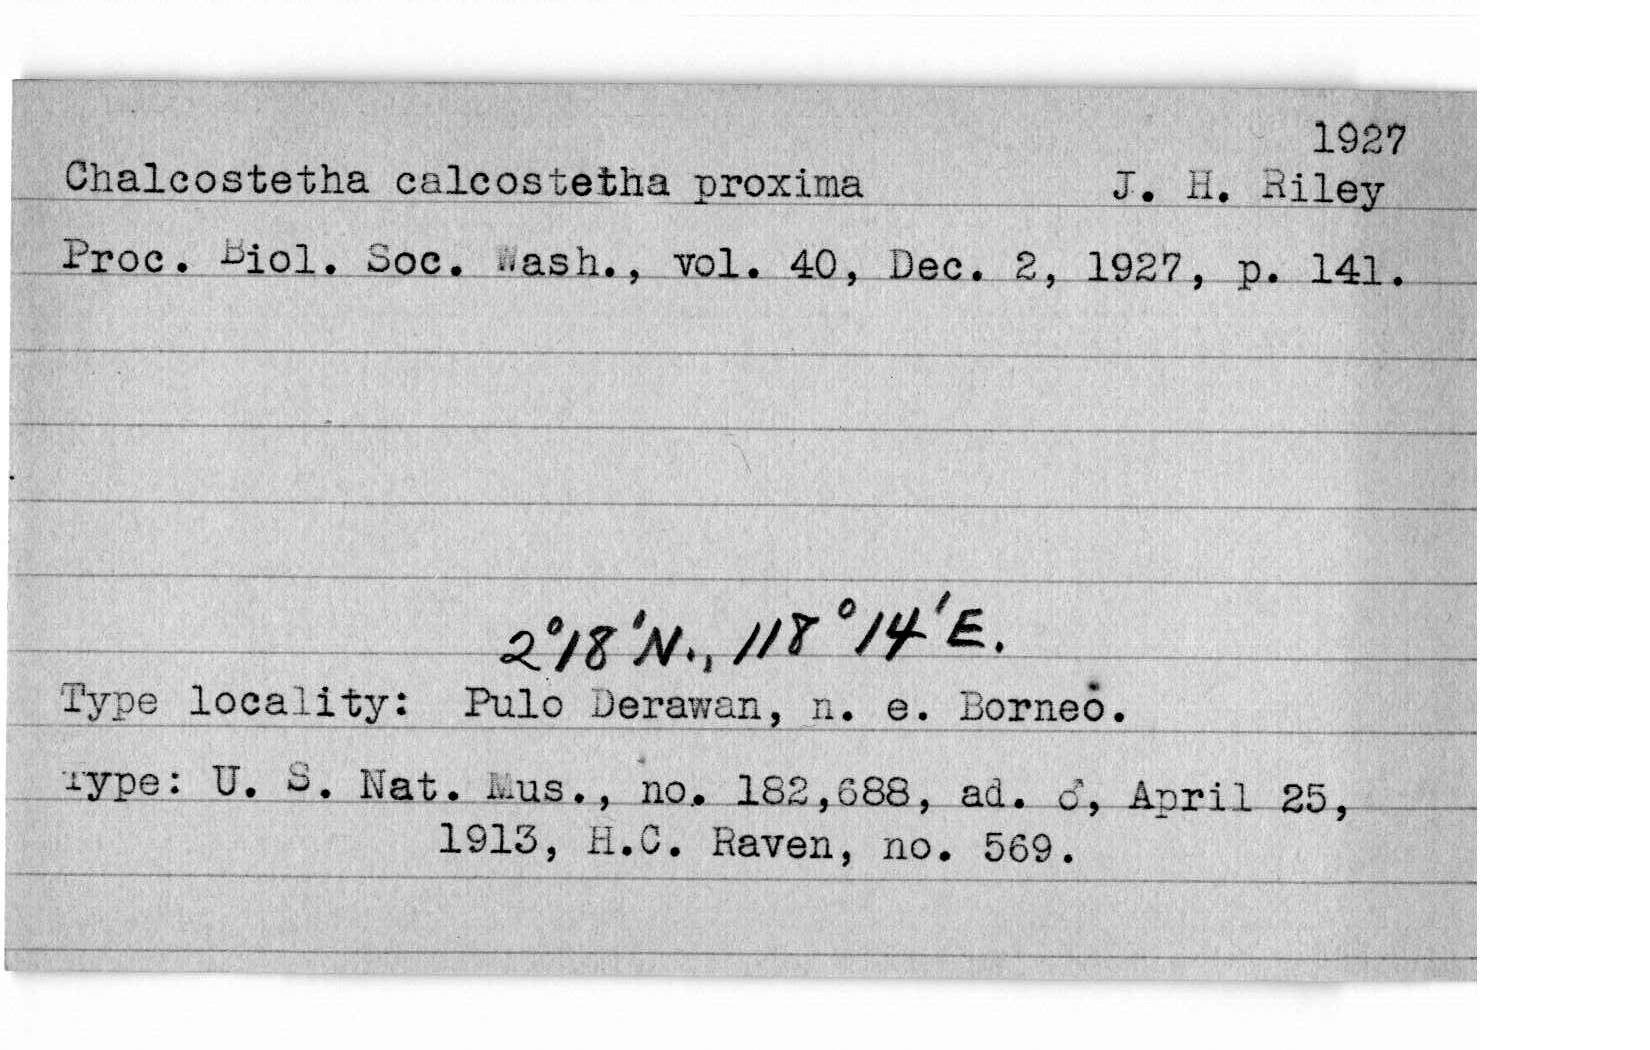 1927
Chalcostetha calcostetha proxima J. H. Riley
Proc. Biol. Soc. Wash., vol. 40, Dec. 2, 1927, p. 141.
2°18'N., 118°14'E.
Type locality: Pulo Derawan, n. e. Borneo.
Type: U. S. Nat. Mus., no. 182,688, ad. ♂, April 25,
1913, H.C. Raven, no. 569.